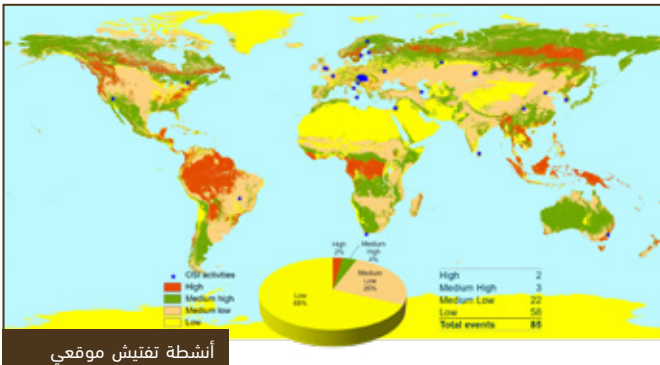 High
2%
Medium
High
4%
Medium
Low
26%
Low
68%
OSI activities
High
Medium high
Medium low
Low
High 2
Medium High 3
Medium Low 22
Low 58
Total events 85
أنشطة تفتيش موقعي